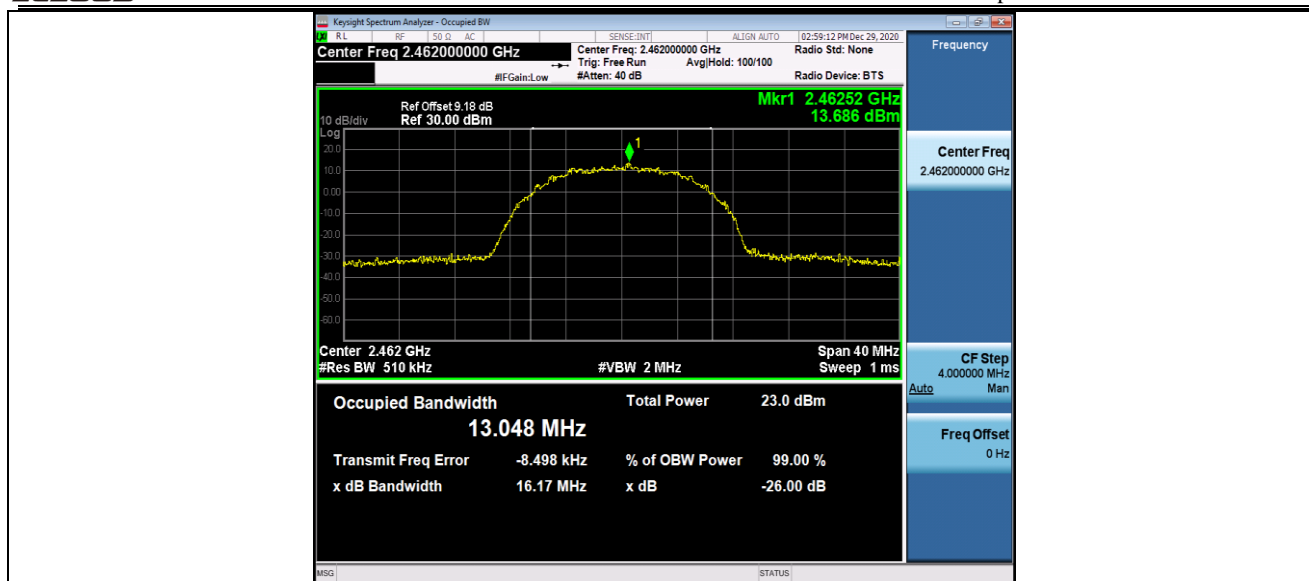 Keysight Spectrum Analyzer - Occupied BW
RL RF 50 Ω AC SENSE:INT ALIGN AUTO 02:59:12 PM Dec 29, 2020
Center Freq 2.462000000 GHz
Center Freq: 2.462000000 GHz Radio Std: None
Trig: Free Run Avg|Hold: 100/100
#IFGain:Low #Atten: 40 dB Radio Device: BTS
Mkr1 2.46252 GHz
13.686 dBm
Ref Offset 9.18 dB
10 dB/div Ref 30.00 dBm
Log
20.0
10.0
0.00
-10.0
-20.0
-30.0
-40.0
-50.0
-60.0
1
Center 2.462 GHz Span 40 MHz
#Res BW 510 kHz #VBW 2 MHz Sweep 1 ms
Occupied Bandwidth Total Power 23.0 dBm
13.048 MHz
Transmit Freq Error -8.498 kHz % of OBW Power 99.00 %
x dB Bandwidth 16.17 MHz x dB -26.00 dB
MSG STATUS
Frequency
Center Freq
2.462000000 GHz
CF Step
4.000000 MHz
Auto Man
Freq Offset
0 Hz